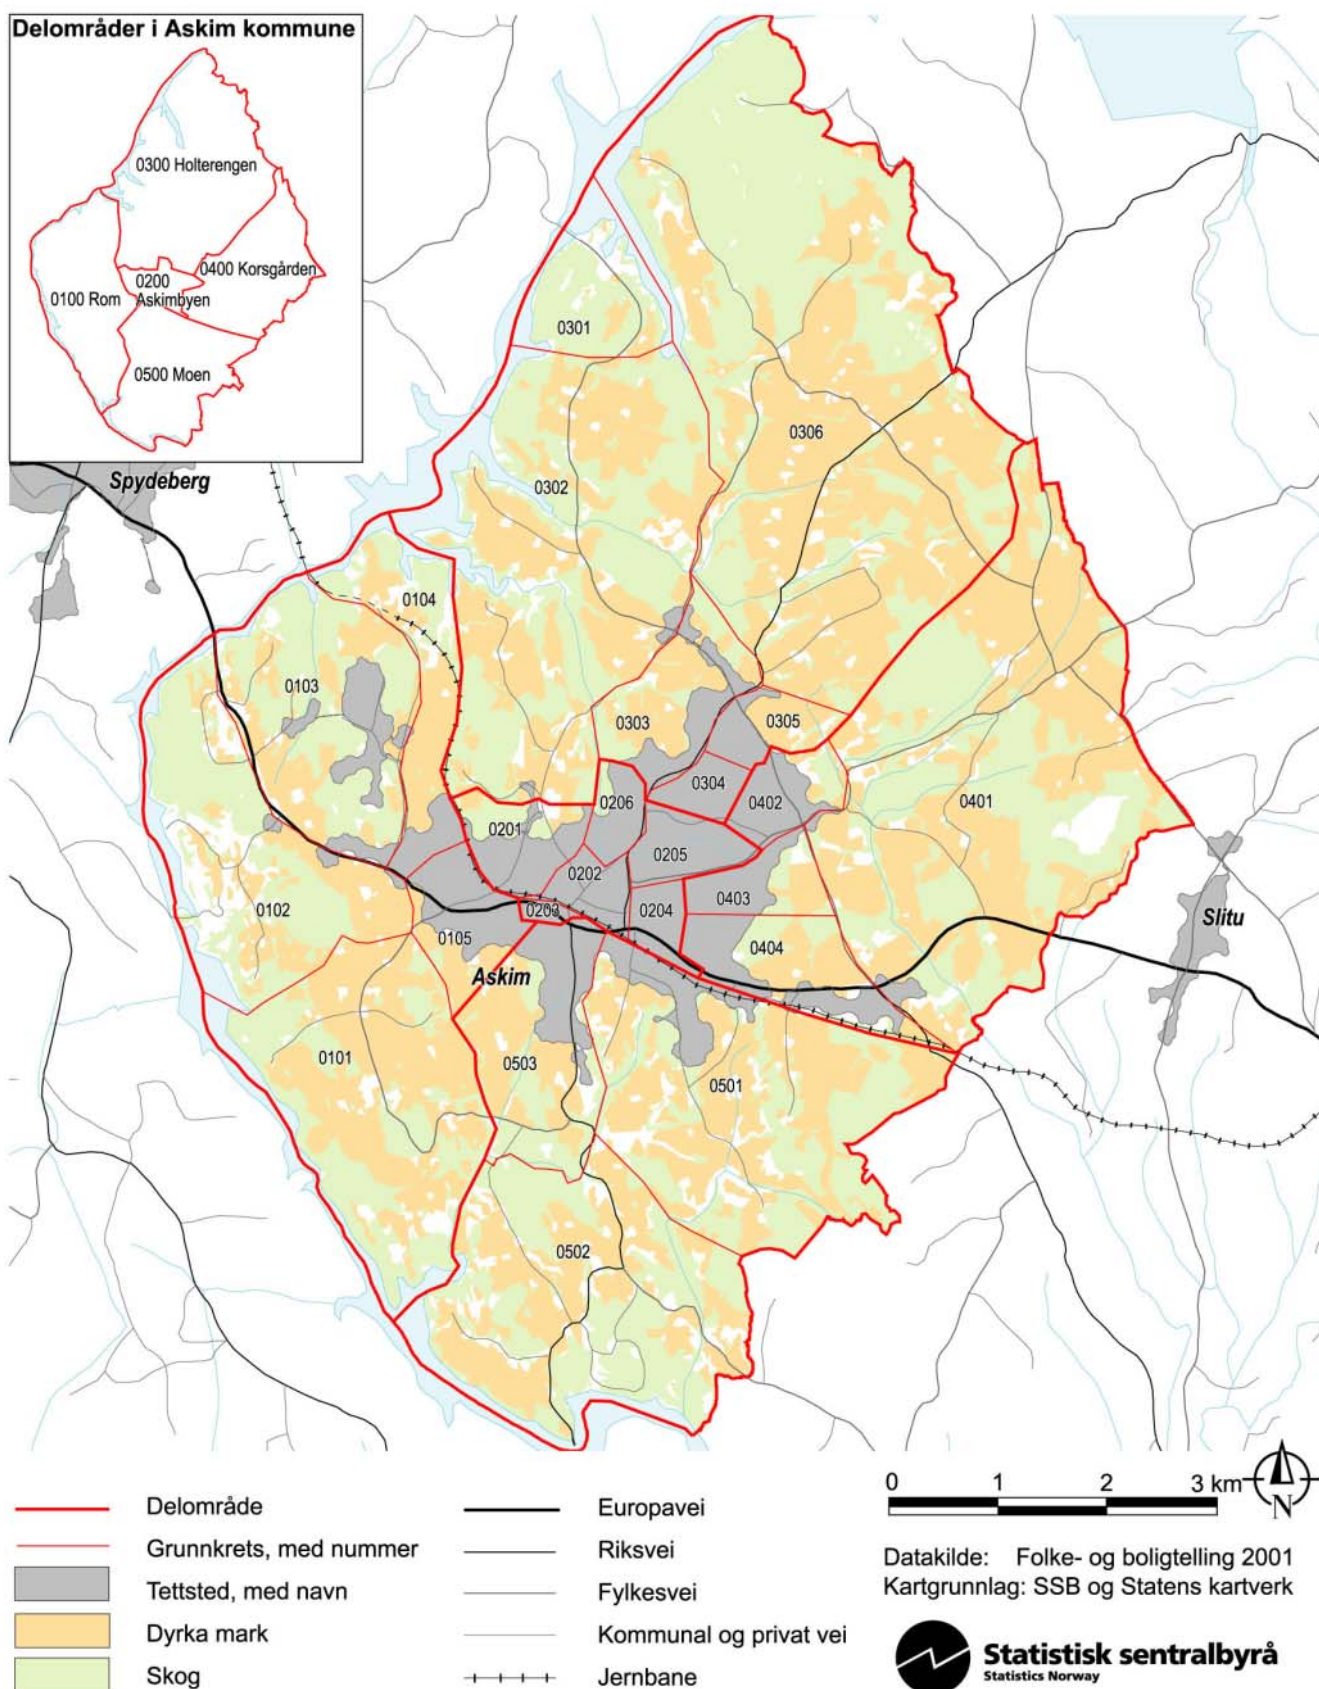 Delområder i Askim kommune
0300 Holterengen
0400 Korsgården
0200
Askimbyen
0100 Rom
0500 Moen
0301
0306
Spydeberg
0302
0104
0103
0303
0305
0304
0402
0206
0401
0201
0205
0202
0403
0102
0203
0204
Slitu
0105
0404
Askim
0101
0503
0501
0502
Delområde
Grunnkrets, med nummer
Tettsted, med navn
Dyrka mark
Skog
Europavei
Riksvei
Fylkesvei
Kommunal og privat vei
Jernbane
0 1 2 3 km
N
Datakilde: Folke- og boligtelling 2001
Kartgrunnlag: SSB og Statens kartverk
Statistisk sentralbyrå
Statistics Norway